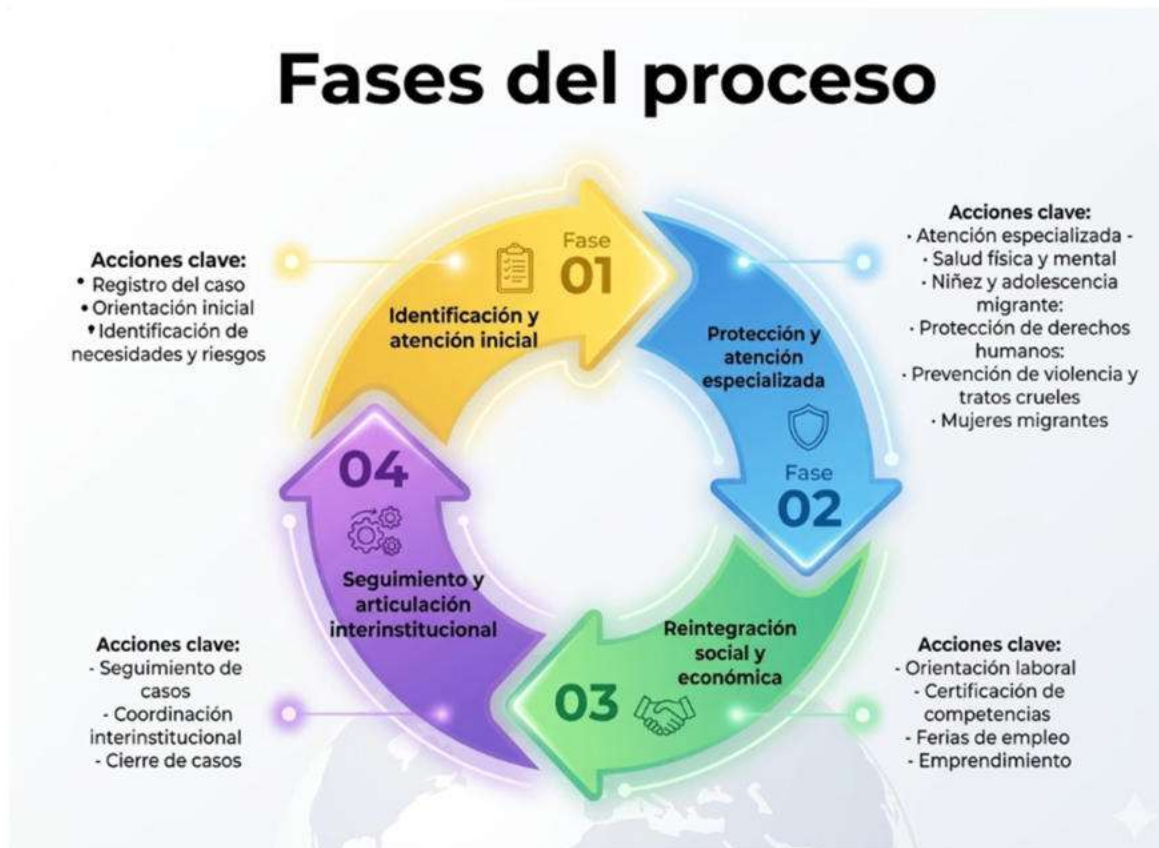 Fases del proceso
Acciones clave:
• Registro del caso
• Orientación inicial
• Identificación de
necesidades y riesgos
Fase
01
Identificación y
atención inicial
Acciones clave:
· Atención especializada -
· Salud física y mental
· Niñez y adolescencia
migrante:
· Protección de derechos
humanos:
· Prevención de violencia y
tratos crueles
· Mujeres migrantes
Protección y
atención
especializada
Fase
02
04
Seguimiento y
articulación
interinstitucional
Reintegración
social y
económica
03
Acciones clave:
- Seguimiento de
casos
- Coordinación
interinstitucional
- Cierre de casos
Acciones clave:
- Orientación laboral
- Certificación de
competencias
- Ferias de empleo
- Emprendimiento